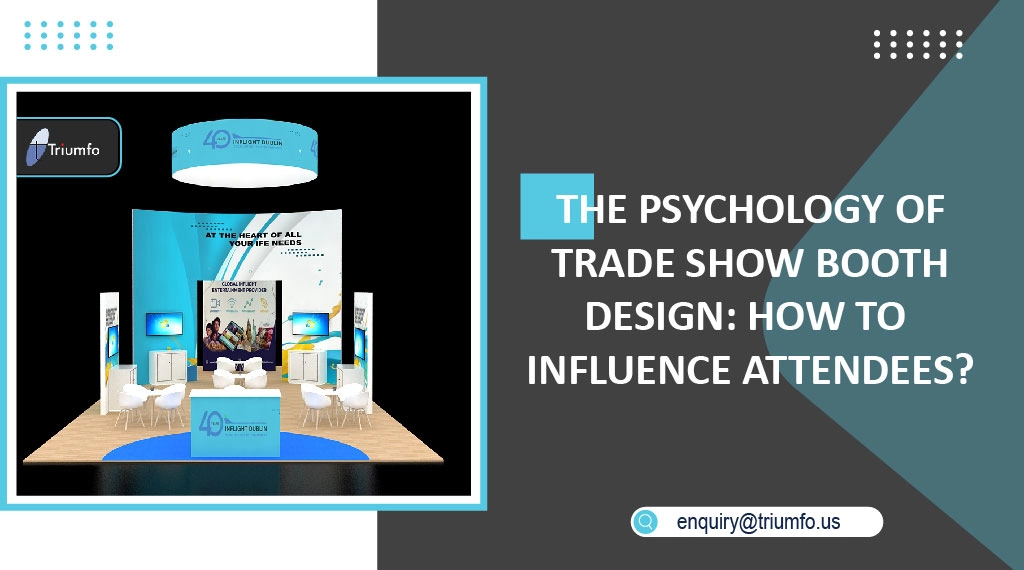 Triumfo
40
INFLIGHT DUBLIN
AT THE HEART OF ALL
YOUR IFE NEEDS
GLOBAL INFLIGHT
ENTERTAINMENT PROVIDER
40
INFLIGHT DUBLIN
THE PSYCHOLOGY OF
TRADE SHOW BOOTH
DESIGN: HOW TO
INFLUENCE ATTENDEES?
enquiry@triumfo.us